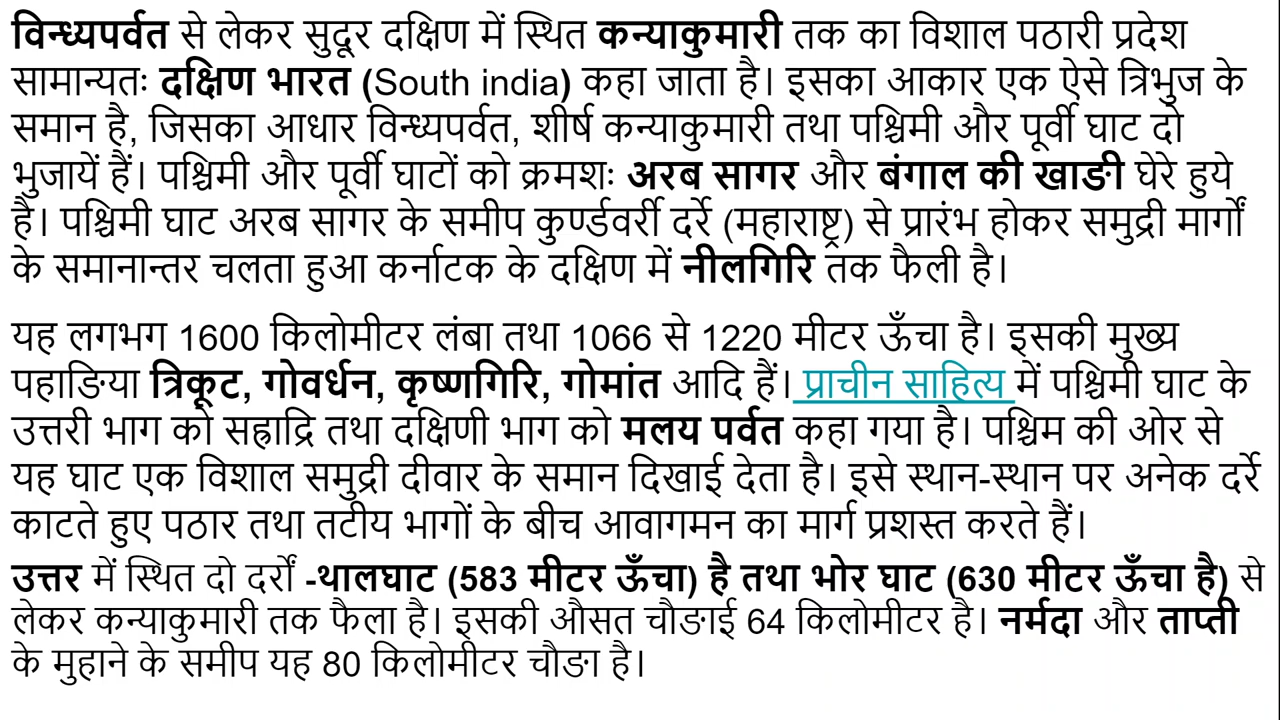 विन्ध्यपर्वत से लेकर सुदूर दक्षिण में स्थित कन्याकुमारी तक का विशाल पठारी प्रदेश
सामान्यतः दक्षिण भारत (South india) कहा जाता है। इसका आकार एक ऐसे त्रिभुज के
समान है, जिसका आधार विन्ध्यपर्वत, शीर्ष कन्याकुमारी तथा पश्चिमी और पूर्वी घाट दो
भुजायें हैं। पश्चिमी और पूर्वी घाटों को क्रमशः अरब सागर और बंगाल की खाङी घेरे हुये
है। पश्चिमी घाट अरब सागर के समीप कुर्ण्डवर्री दर्रे (महाराष्ट्र) से प्रारंभ होकर समुद्री मार्गों
के समानान्तर चलता हुआ कर्नाटक के दक्षिण में नीलगिरि तक फैली है।
यह लगभग 1600 किलोमीटर लंबा तथा 1066 से 1220 मीटर ऊँचा है। इसकी मुख्य
पहाङिया त्रिकूट, गोवर्धन, कृष्णगिरि, गोमांत आदि हैं। प्राचीन साहित्य में पश्चिमी घाट के
उत्तरी भाग को सह्राद्रि तथा दक्षिणी भाग को मलय पर्वत कहा गया है। पश्चिम की ओर से
यह घाट एक विशाल समुद्री दीवार के समान दिखाई देता है। इसे स्थान-स्थान पर अनेक दर्रे
काटते हुए पठार तथा तटीय भागों के बीच आवागमन का मार्ग प्रशस्त करते हैं।
उत्तर में स्थित दो दर्रों -थालघाट (583 मीटर ऊँचा) है तथा भोर घाट (630 मीटर ऊँचा है) से
लेकर कन्याकुमारी तक फैला है। इसकी औसत चौङाई 64 किलोमीटर है। नर्मदा और ताप्ती
के मुहाने के समीप यह 80 किलोमीटर चौङा है।